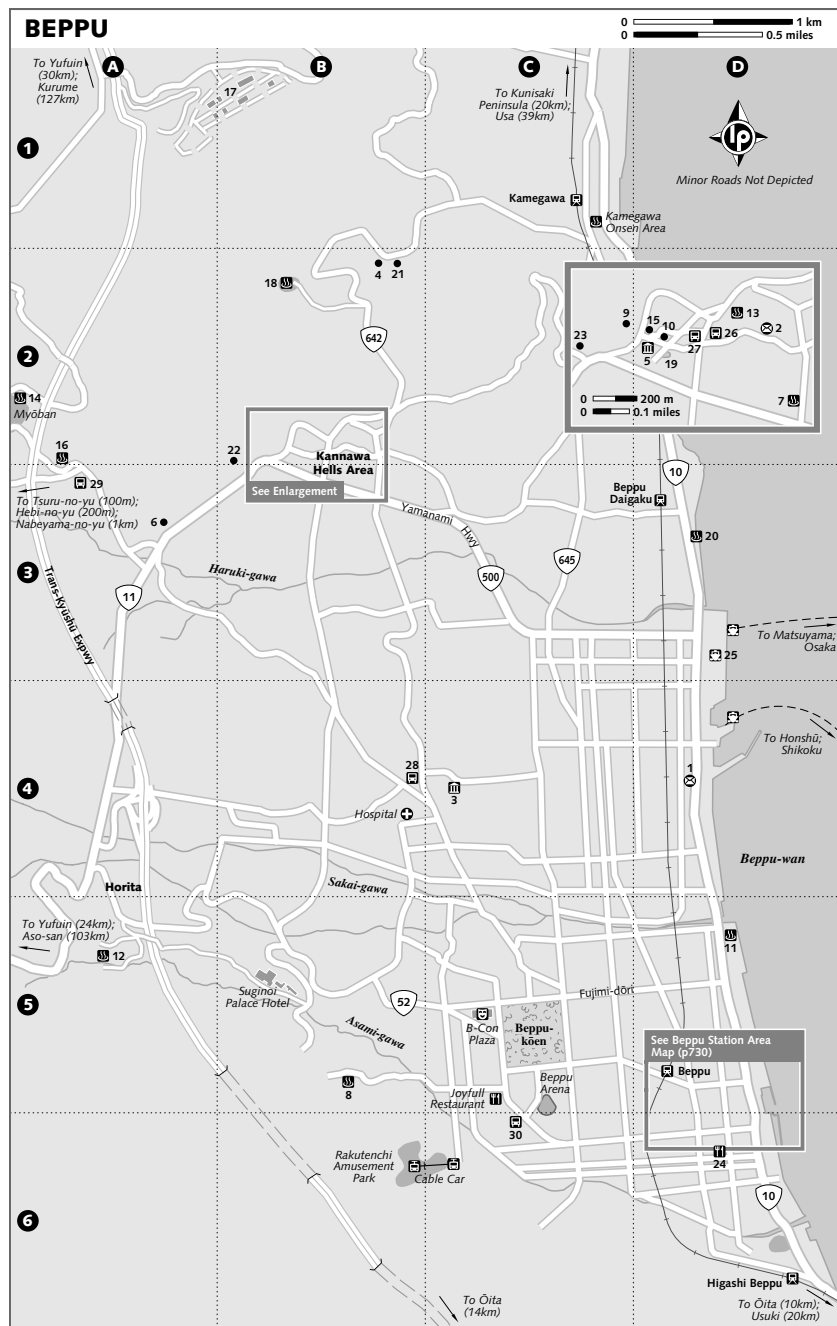 BEPPU
0 1 km
0 0.5 miles
A
B
C
D
To Yufuin
(30km);
Kurume
(127km)
17
To Kunisaki
Peninsula (20km);
Usa (39km)
lp
Minor Roads Not Depicted
1
Kamegawa
Kamegawa
Onsen Area
4
21
18
642
9
15
10
13
2
23
5
19
27
26
7
0 200 m
0 0.1 miles
2
14
Myōban
16
22
29
Kannawa
Hells Area
See Enlargement
To Tsuru-no-yu (100m);
Hebi-no-yu (200m);
Nabeyama-no-yu (1km)
6
10
Beppu
Daigaku
20
Yamanami Hwy
3
Haruki-gawa
11
500
645
Trans-Kyūshū Expwy
To Matsuyama;
Osaka
25
To Honshū;
Shikoku
28
3
1
4
Hospital
Beppu-wan
Horita
Sakai-gawa
To Yufuin (24km);
Aso-san (103km)
12
11
5
Suginoi
Palace Hotel
52
Fujimi-dōri
Asami-gawa
B-Con
Plaza
Beppu-
kōen
See Beppu Station Area
Map (p730)
Beppu
8
Joyfull
Restaurant
Beppu
Arena
30
Rakutenchi
Amusement
Park
Cable Car
24
10
6
Higashi Beppu
To Ōita
(14km)
To Ōita (10km);
Usuki (20km)